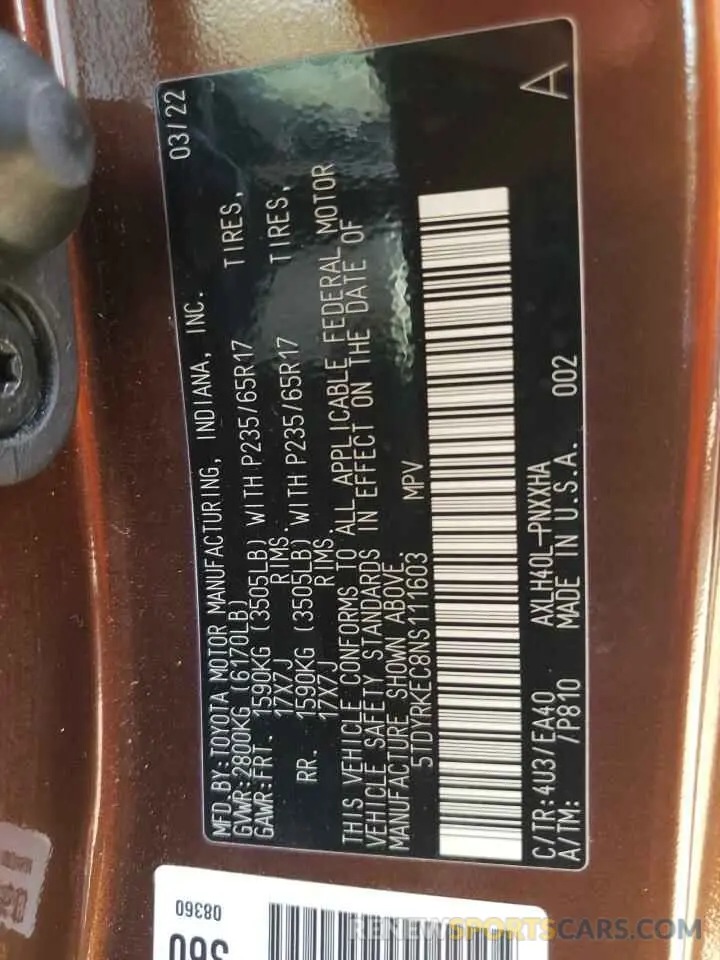 MFD.BY:TOYOTA MOTOR MANUFACTURING, INDIANA, INC. 03/22
GVWR:2800KG (6170LB)
GAWR:FRT. 1590KG (3505LB) WITH P235/65R17 TIRES,
17X7J RIMS.
RR. 1590KG (3505LB) WITH P235/65R17 TIRES,
17X7J RIMS.
THIS VEHICLE CONFORMS TO ALL APPLICABLE FEDERAL MOTOR
VEHICLE SAFETY STANDARDS IN EFFECT ON THE DATE OF
MANUFACTURE SHOWN ABOVE.
5TDYRKEC8NS111603 MPV
C/TR:4U3/EA40 AXLH40L-PNXXHA A
A/TM: /P810 MADE IN U.S.A. 002
08360
360
RENEWSPORTSCARS.COM